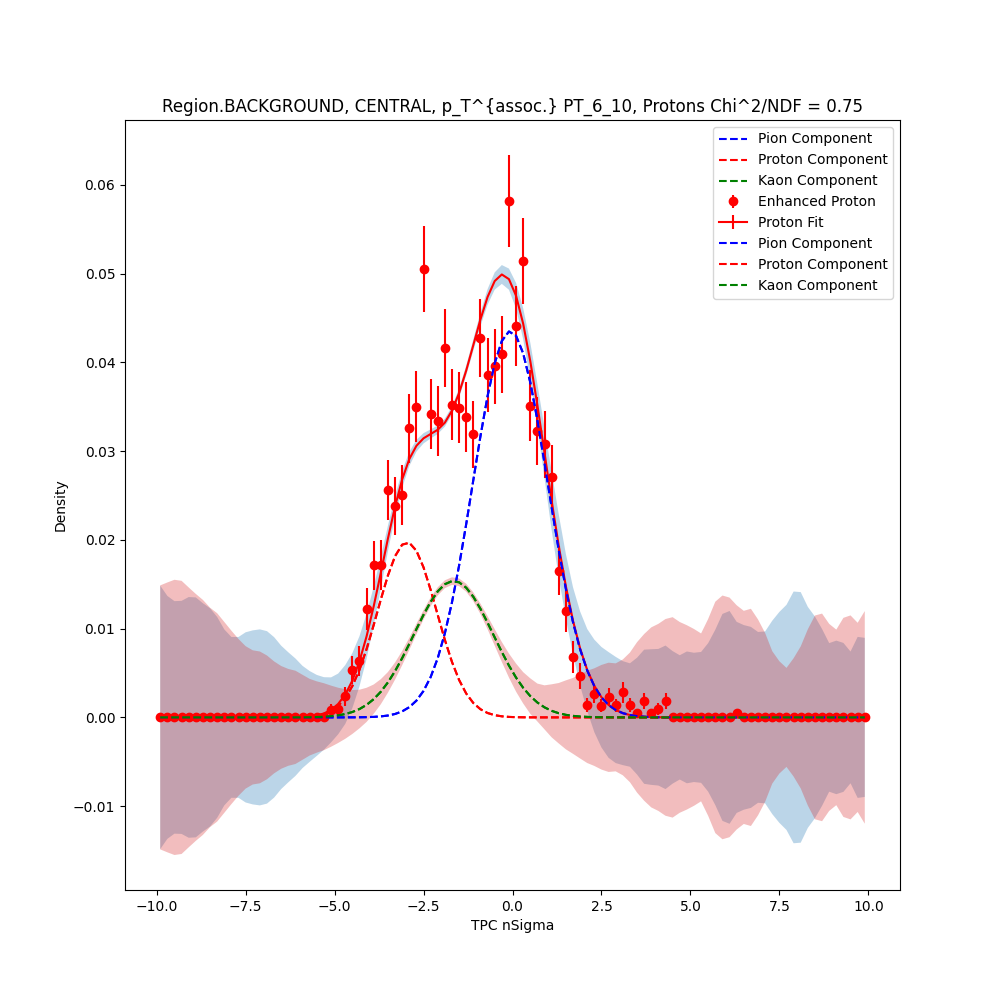 Region.BACKGROUND, CENTRAL, p_T^{assoc.} PT_6_10, Protons Chi^2/NDF = 0.75
Pion Component
Proton Component
Kaon Component
Enhanced Proton
Proton Fit
Pion Component
Proton Component
Kaon Component
0.06
0.05
0.04
0.03
0.02
0.01
0.00
−0.01
Density
−10.0 −7.5 −5.0 −2.5 0.0 2.5 5.0 7.5 10.0
TPC nSigma